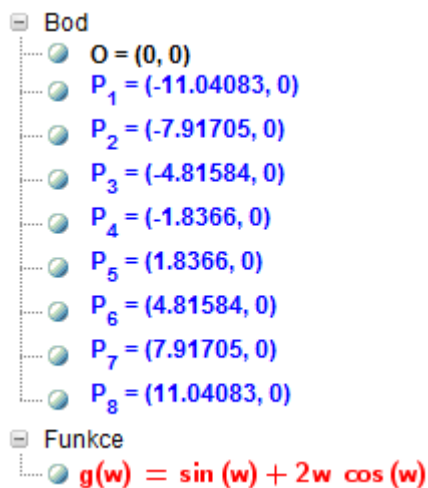 Bod
O = (0, 0)
P₁ = (-11.04083, 0)
P₂ = (-7.91705, 0)
P₃ = (-4.81584, 0)
P₄ = (-1.8366, 0)
P₅ = (1.8366, 0)
P₆ = (4.81584, 0)
P₇ = (7.91705, 0)
P₈ = (11.04083, 0)
Funkce
g(w) = sin (w) + 2w cos (w)